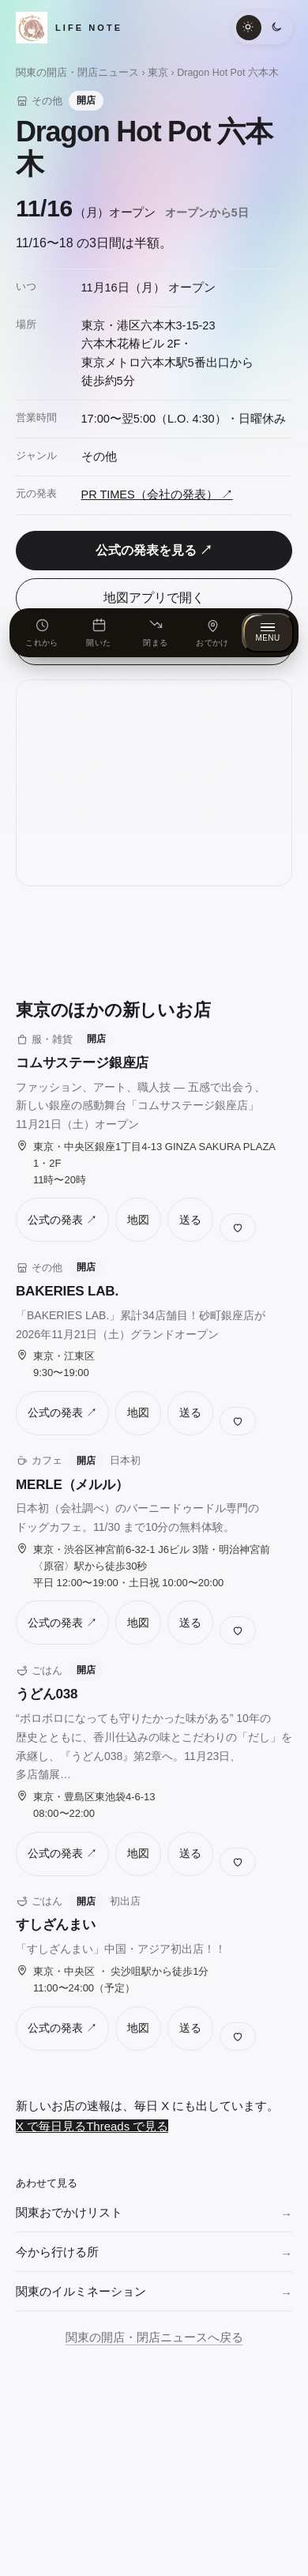 LIFE NOTE
関東の開店・閉店ニュース › 東京 › Dragon Hot Pot 六本木
その他 開店
Dragon Hot Pot 六本
木
11/16（月）オープン オープンから5日
11/16〜18 の3日間は半額。
いつ 11月16日（月） オープン
場所 東京・港区六本木3-15-23
六本木花椿ビル 2F・
東京メトロ六本木駅5番出口から
徒歩約5分
営業時間 17:00〜翌5:00（L.O. 4:30）・日曜休み
ジャンル その他
元の発表 PR TIMES（会社の発表） ↗
公式の発表を見る ↗
地図アプリで開く
これから 開いた 閉まる おでかけ MENU
東京のほかの新しいお店
服・雑貨 開店
コムサステージ銀座店
ファッション、アート、職人技 — 五感で出会う、
新しい銀座の感動舞台「コムサステージ銀座店」
11月21日（土）オープン
東京・中央区銀座1丁目4-13 GINZA SAKURA PLAZA
1・2F
11時〜20時
公式の発表 ↗ 地図 送る
その他 開店
BAKERIES LAB.
「BAKERIES LAB.」累計34店舗目！砂町銀座店が
2026年11月21日（土）グランドオープン
東京・江東区
9:30〜19:00
公式の発表 ↗ 地図 送る
カフェ 開店 日本初
MERLE（メルル）
日本初（会社調べ）のバーニードゥードル専門の
ドッグカフェ。11/30 まで10分の無料体験。
東京・渋谷区神宮前6-32-1 J6ビル 3階・明治神宮前
〈原宿〉駅から徒歩30秒
平日 12:00〜19:00・土日祝 10:00〜20:00
公式の発表 ↗ 地図 送る
ごはん 開店
うどん038
“ボロボロになっても守りたかった味がある” 10年の
歴史とともに、香川仕込みの味とこだわりの「だし」を
承継し、『うどん038』第2章へ。11月23日、
多店舗展…
東京・豊島区東池袋4-6-13
08:00〜22:00
公式の発表 ↗ 地図 送る
ごはん 開店 初出店
すしざんまい
「すしざんまい」中国・アジア初出店！！
東京・中央区 ・ 尖沙咀駅から徒歩1分
11:00〜24:00（予定）
公式の発表 ↗ 地図 送る
新しいお店の速報は、毎日 X にも出しています。
X で毎日見るThreads で見る
あわせて見る
関東おでかけリスト →
今から行ける所 →
関東のイルミネーション →
関東の開店・閉店ニュースへ戻る